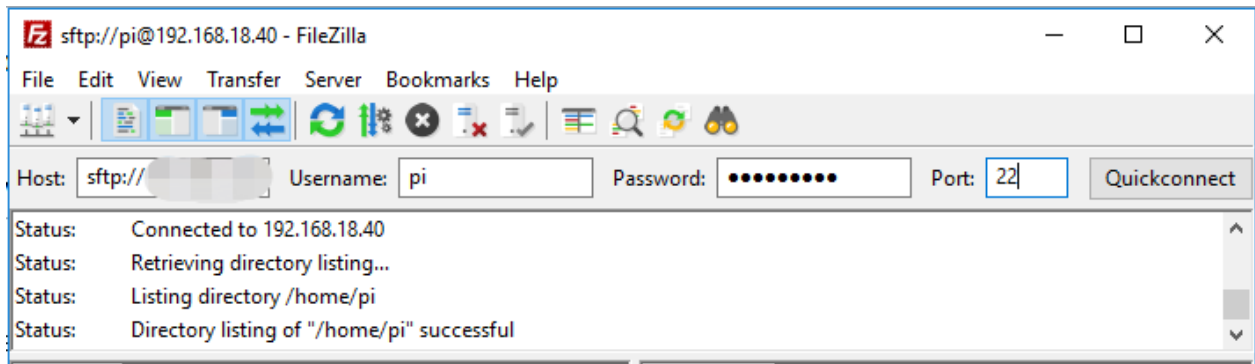 sftp://pi@192.168.18.40 - FileZilla
File Edit View Transfer Server Bookmarks Help
Host: sftp:// Username: pi Password: ●●●●●●●●● Port: 22 Quickconnect
Status: Connected to 192.168.18.40
Status: Retrieving directory listing...
Status: Listing directory /home/pi
Status: Directory listing of "/home/pi" successful